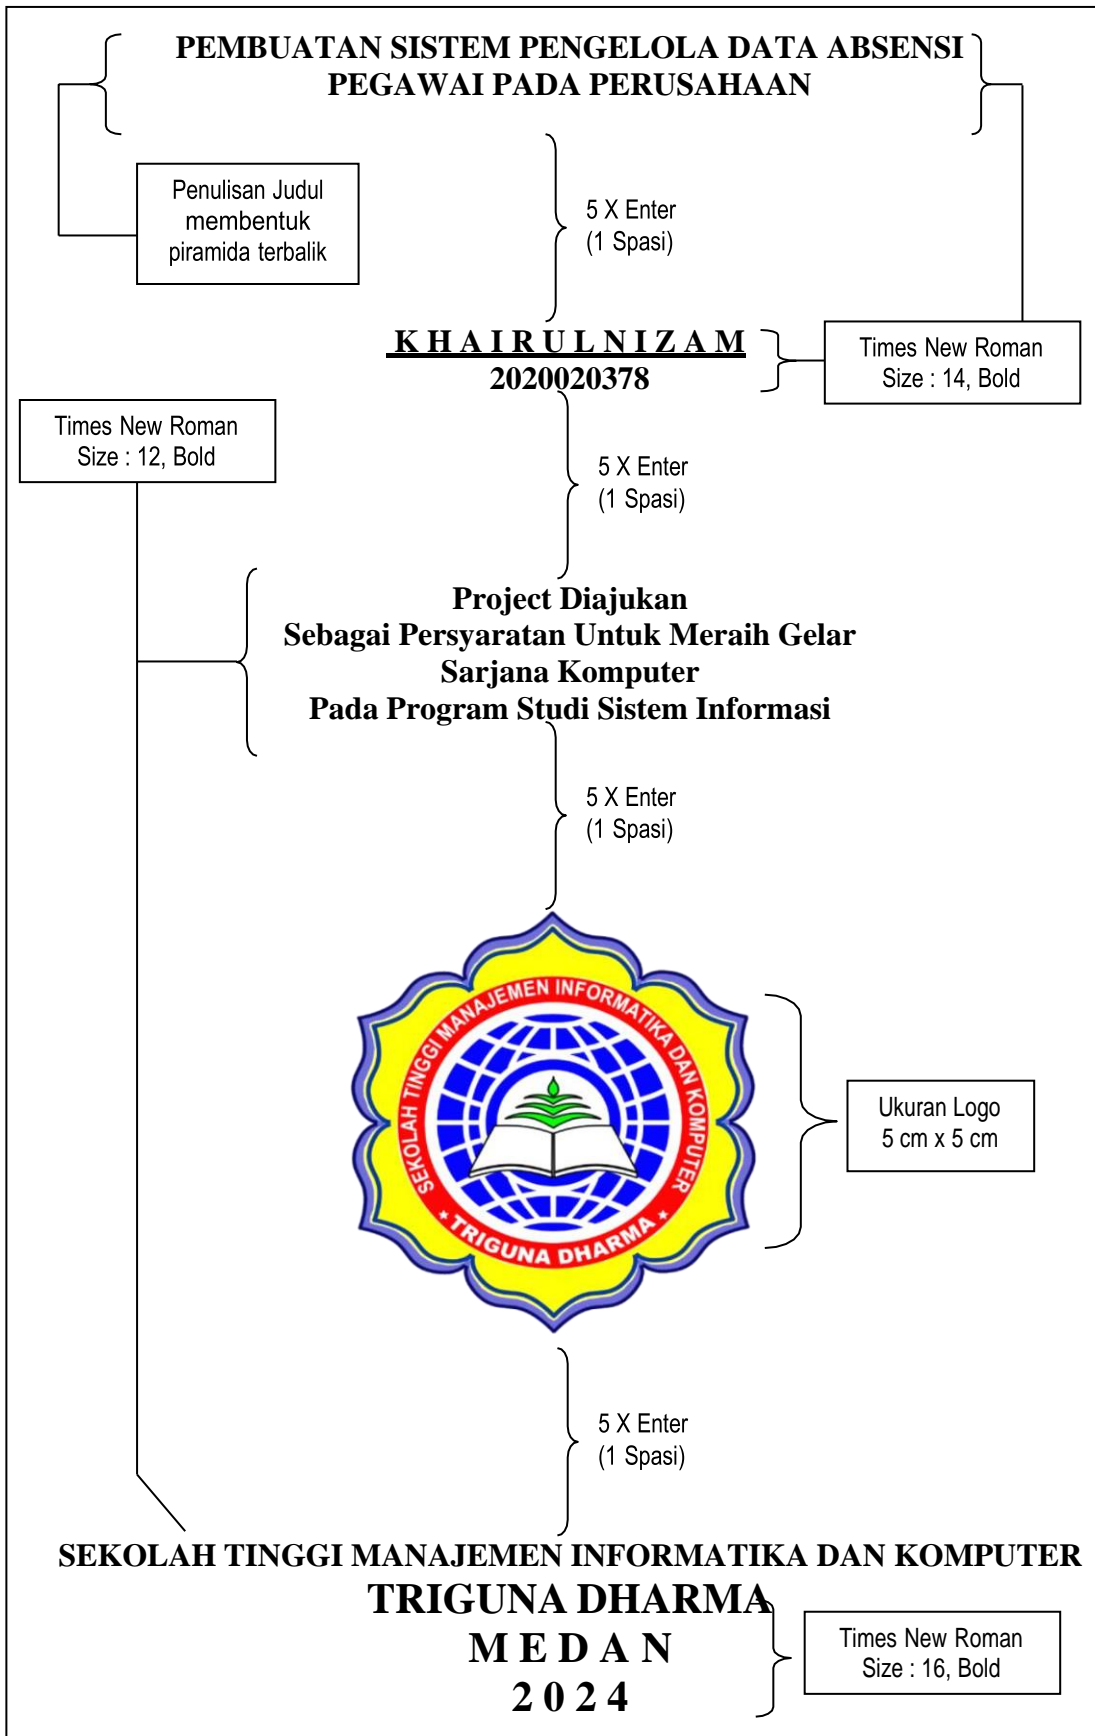 PEMBUATAN SISTEM PENGELOLA DATA ABSENSI
PEGAWAI PADA PERUSAHAAN
Penulisan Judul
membentuk
piramida terbalik
5 X Enter
(1 Spasi)
K H A I R U L N I Z A M
2020020378
Times New Roman
Size : 14, Bold
Times New Roman
Size : 12, Bold
5 X Enter
(1 Spasi)
Project Diajukan
Sebagai Persyaratan Untuk Meraih Gelar
Sarjana Komputer
Pada Program Studi Sistem Informasi
5 X Enter
(1 Spasi)
SEKOLAH TINGGI MANAJEMEN INFORMATIKA DAN KOMPUTER
TRIGUNA DHARMA
Ukuran Logo
5 cm x 5 cm
5 X Enter
(1 Spasi)
SEKOLAH TINGGI MANAJEMEN INFORMATIKA DAN KOMPUTER
TRIGUNA DHARMA
M E D A N
2 0 2 4
Times New Roman
Size : 16, Bold